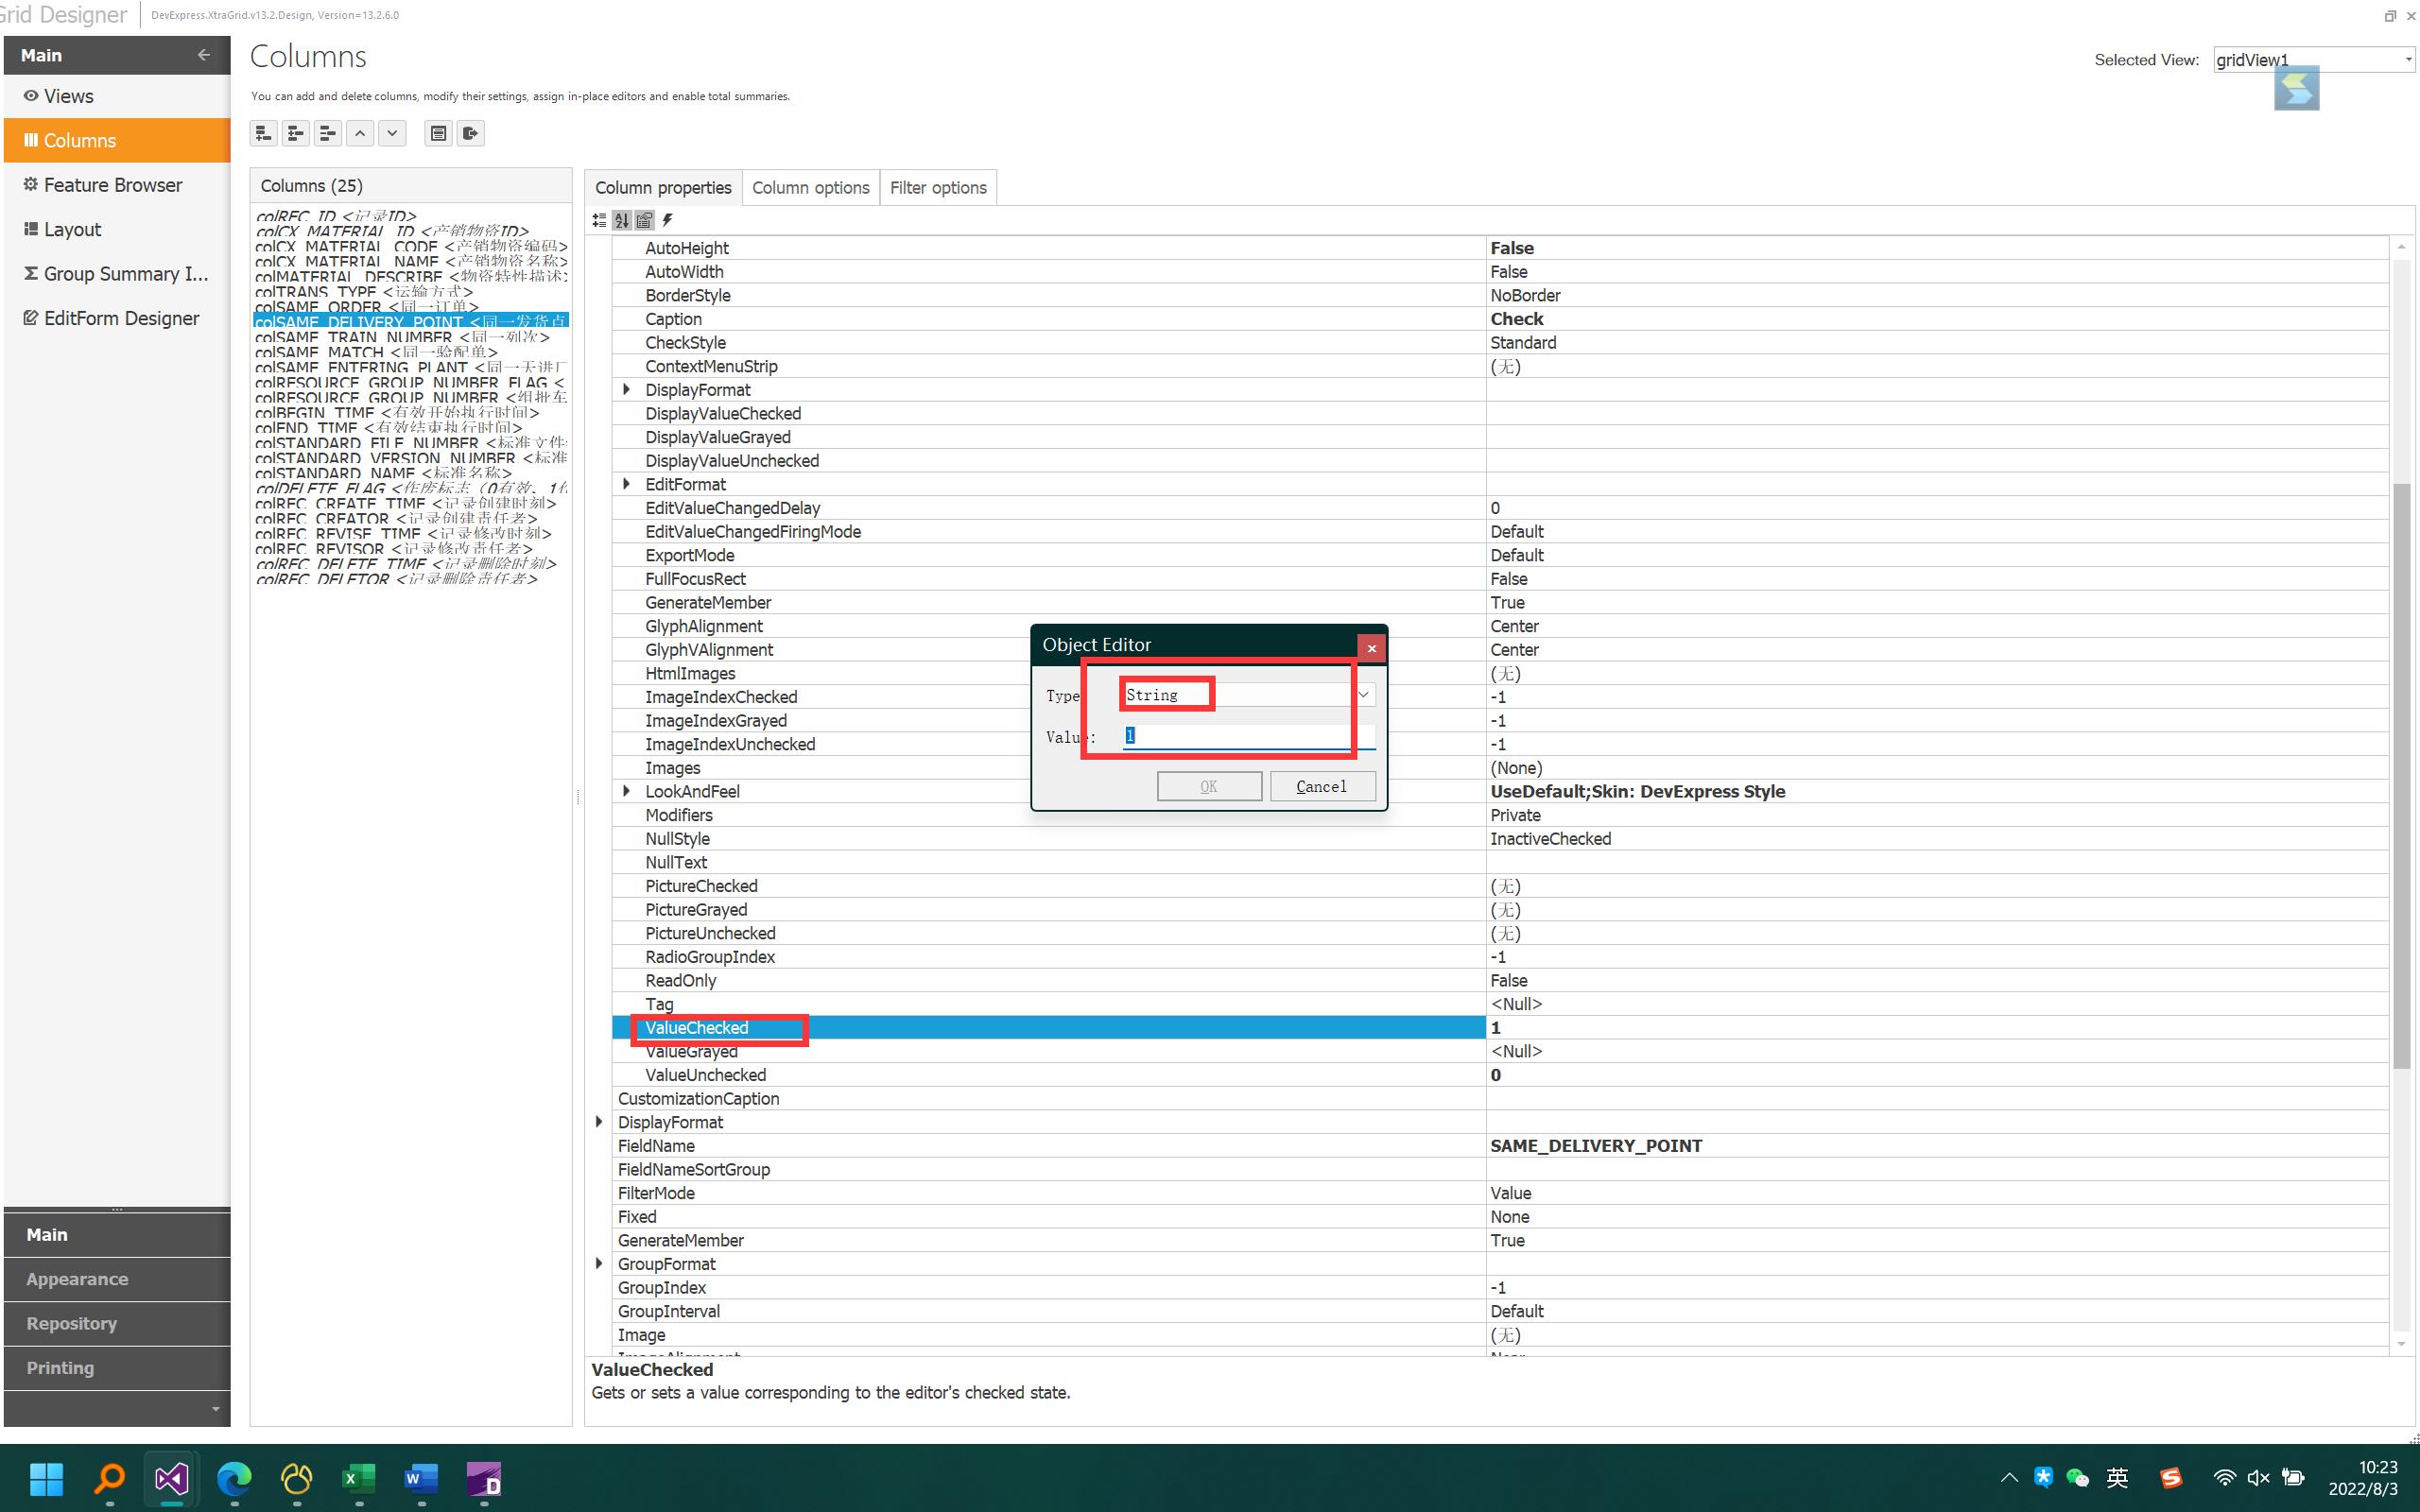 Grid Designer
DevExpress.XtraGrid.v13.2.Design, Version=13.2.6.0
Main
Views
Columns
Feature Browser
Layout
Group Summary I...
EditForm Designer
Main
Appearance
Repository
Printing
Columns
You can add and delete columns, modify their settings, assign in-place editors and enable total summaries.
Selected View:
gridView1
Columns (25)
colREC_ID <记录ID>
colCX_MATERIAL_ID <产销物资ID>
colCX_MATERIAL_CODE <产销物资编码>
colCX_MATERIAL_NAME <产销物资名称>
colMATERIAL_DESCRIBE <物资特性描述>
colTRANS_TYPE <运输方式>
colSAME_ORDER <同一订单>
colSAME_DELIVERY_POINT <同一发货点
colSAME_TRAIN_NUMBER <同一列次>
colSAME_MATCH <同一验配单>
colSAME_ENTERING_PLANT <同一天进厂
colRESOURCE_GROUP_NUMBER_FLAG <
colRESOURCE_GROUP_NUMBER <组批车
colBEGIN_TIME <有效开始执行时间>
colEND_TIME <有效结束执行时间>
colSTANDARD_FILE_NUMBER <标准文件
colSTANDARD_VERSION_NUMBER <标准
colSTANDARD_NAME <标准名称>
colDELETE_FLAG <作废标志（0有效、1作
colREC_CREATE_TIME <记录创建时刻>
colREC_CREATOR <记录创建责任者>
colREC_REVISE_TIME <记录修改时刻>
colREC_REVISOR <记录修改责任者>
colREC_DELETE_TIME <记录删除时刻>
colREC_DELETOR <记录删除责任者>
Column properties
Column options
Filter options
AutoHeight False
AutoWidth False
BorderStyle NoBorder
Caption Check
CheckStyle Standard
ContextMenuStrip (无)
DisplayFormat
DisplayValueChecked
DisplayValueGrayed
DisplayValueUnchecked
EditFormat
EditValueChangedDelay 0
EditValueChangedFiringMode Default
ExportMode Default
FullFocusRect False
GenerateMember True
GlyphAlignment Center
GlyphVAlignment Center
HtmlImages (无)
ImageIndexChecked -1
ImageIndexGrayed -1
ImageIndexUnchecked -1
Images (None)
LookAndFeel UseDefault;Skin: DevExpress Style
Modifiers Private
NullStyle InactiveChecked
NullText
PictureChecked (无)
PictureGrayed (无)
PictureUnchecked (无)
RadioGroupIndex -1
ReadOnly False
Tag <Null>
ValueChecked 1
ValueGrayed <Null>
ValueUnchecked 0
CustomizationCaption
DisplayFormat
FieldName SAME_DELIVERY_POINT
FieldNameSortGroup
FilterMode Value
Fixed None
GenerateMember True
GroupFormat
GroupIndex -1
GroupInterval Default
Image (无)
ImageAlignment Near
Object Editor
Type
String
Value:
1
OK
Cancel
ValueChecked
Gets or sets a value corresponding to the editor's checked state.
英
10:23
2022/8/3